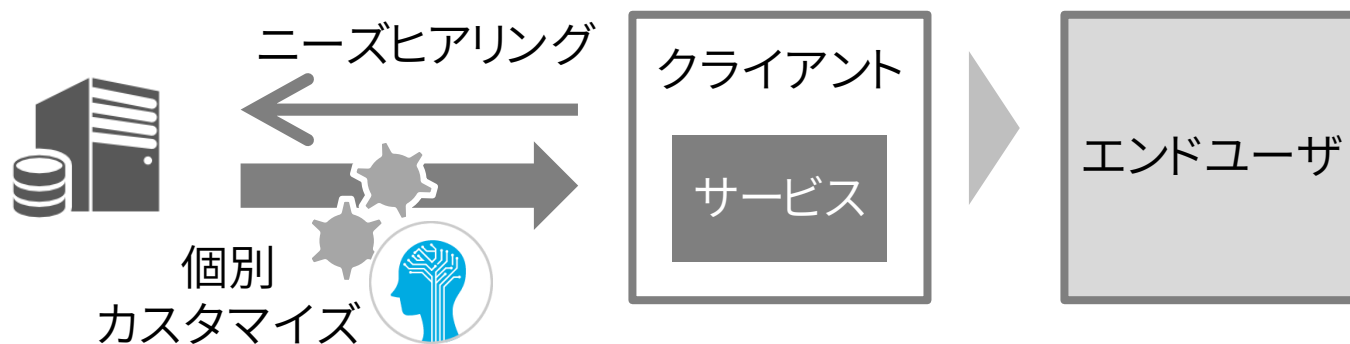 ニーズヒアリング
クライアント
サービス
エンドユーザ
個別
カスタマイズ